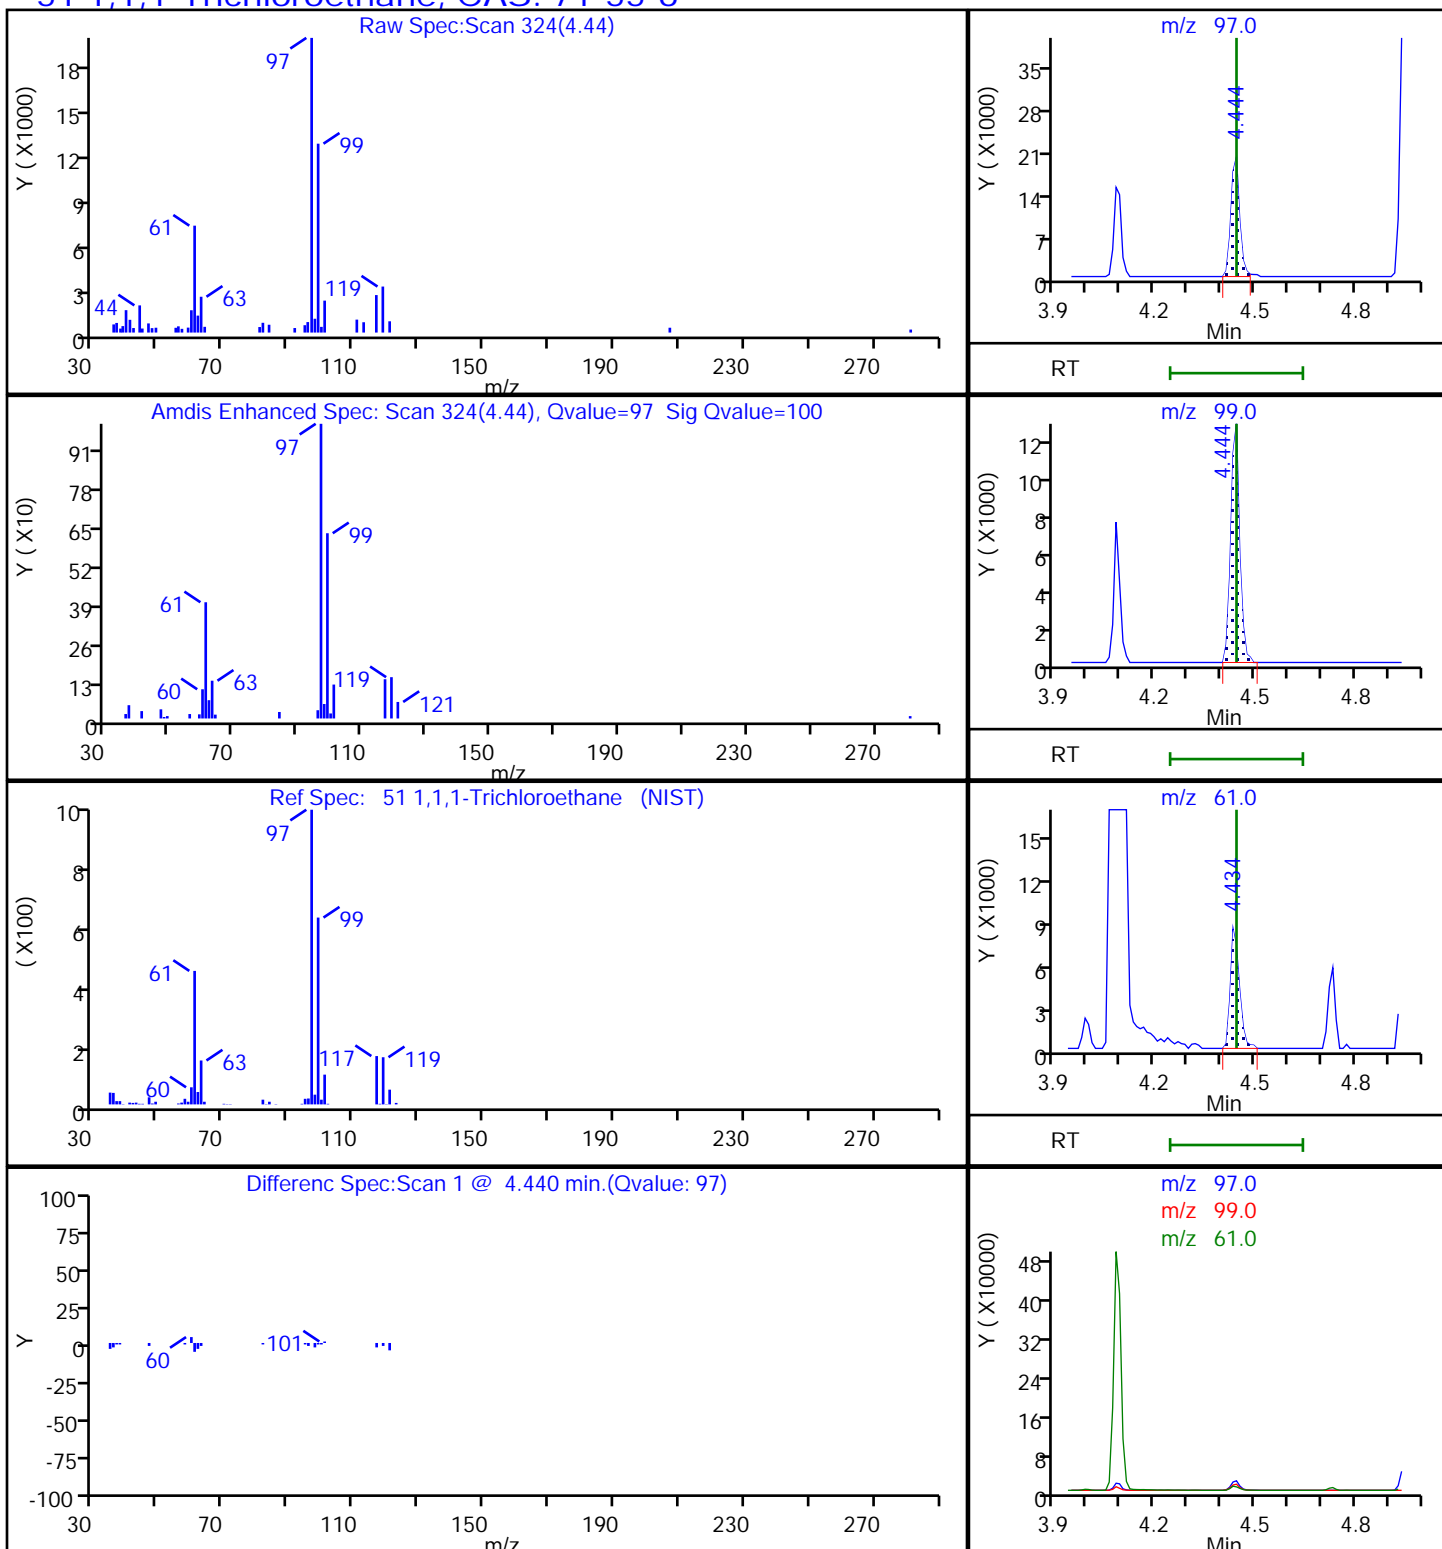 51 1,1,1-Trichloroethane, CAS: 71-55-6
Raw Spec:Scan 324(4.44)
Y ( X1000)
18
15
12
9
6
3
0
97
99
61
63
44
119
30 70 110 150 190 230 270
m/z
m/z 97.0
Y ( X1000)
35
28
21
14
7
0
4.444
3.9 4.2 4.5 4.8
Min
RT
Amdis Enhanced Spec: Scan 324(4.44), Qvalue=97 Sig Qvalue=100
Y ( X10)
91
78
65
52
39
26
13
0
97
99
61
60
63
119
121
30 70 110 150 190 230 270
m/z
m/z 99.0
Y ( X1000)
12
10
8
6
4
2
0
4.444
3.9 4.2 4.5 4.8
Min
RT
Ref Spec: 51 1,1,1-Trichloroethane (NIST)
( X100)
10
8
6
4
2
0
97
99
61
60
63
117
119
30 70 110 150 190 230 270
m/z 61.0
Y ( X1000)
15
12
9
6
3
0
4.434
3.9 4.2 4.5 4.8
Min
RT
Differenc Spec:Scan 1 @ 4.440 min.(Qvalue: 97)
Y
100
75
50
25
0
-25
-50
-75
-100
60
101
30 70 110 150 190 230 270
m/z
m/z 97.0
m/z 99.0
m/z 61.0
Y ( X10000)
48
40
32
24
16
8
0
3.9 4.2 4.5 4.8
Min